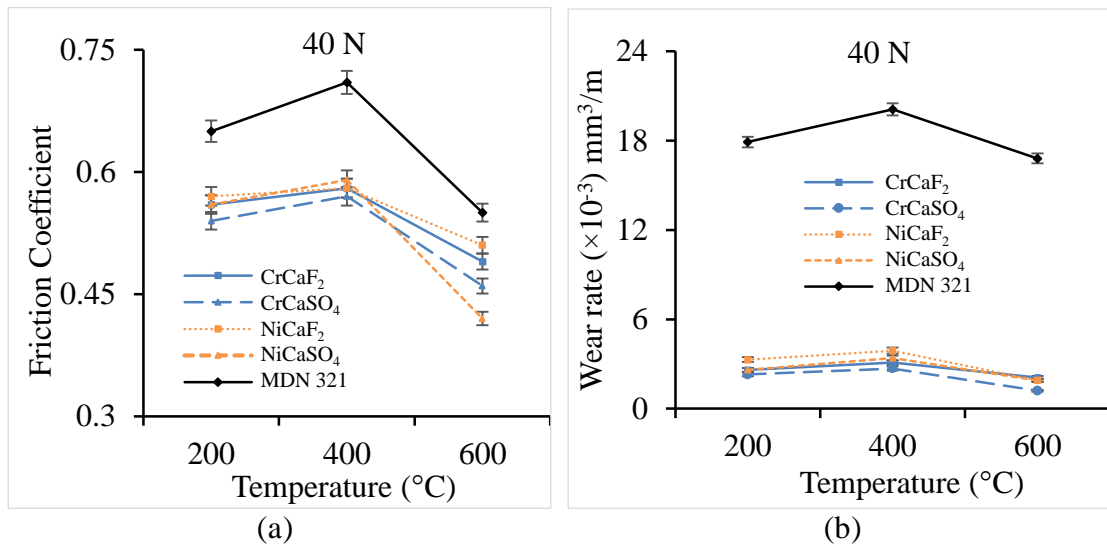 40 N
0.75
0.6
0.45
0.3
Friction Coefficient
CrCaF₂
CrCaSO₄
NiCaF₂
NiCaSO₄
MDN 321
200 400 600
Temperature (°C)
(a)
40 N
24
18
12
6
0
Wear rate (×10-³) mm³/m
CrCaF₂
CrCaSO₄
NiCaF₂
NiCaSO₄
MDN 321
200 400 600
Temperature (°C)
(b)